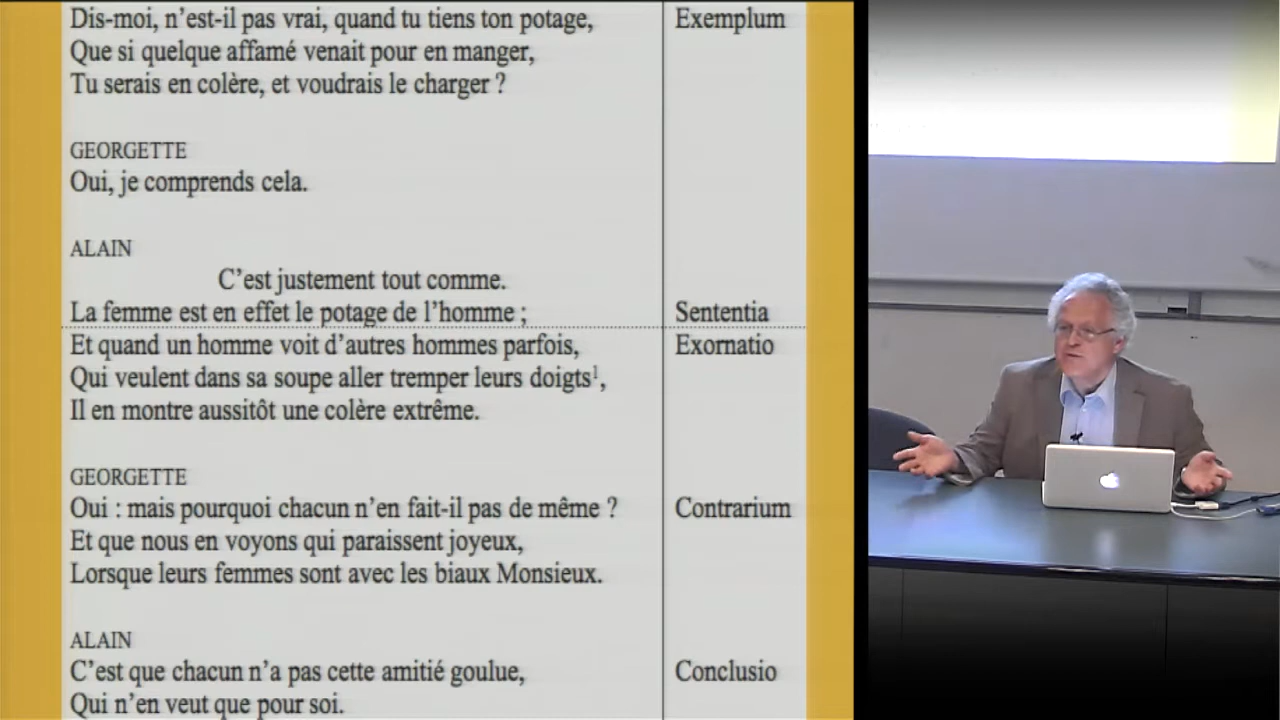 Dis-moi, n’est-il pas vrai, quand tu tiens ton potage, Exemplum
Que si quelque affamé venait pour en manger,
Tu serais en colère, et voudrais le charger ?
GEORGETTE
Oui, je comprends cela.
ALAIN
C’est justement tout comme.
La femme est en effet le potage de l’homme ; Sententia
Et quand un homme voit d’autres hommes parfois, Exornatio
Qui veulent dans sa soupe aller tremper leurs doigts¹,
Il en montre aussitôt une colère extrême.
GEORGETTE
Oui : mais pourquoi chacun n’en fait-il pas de même ? Contrarium
Et que nous en voyons qui paraissent joyeux,
Lorsque leurs femmes sont avec les biaux Monsieux.
ALAIN
C’est que chacun n’a pas cette amitié goulue, Conclusio
Qui n’en veut que pour soi.